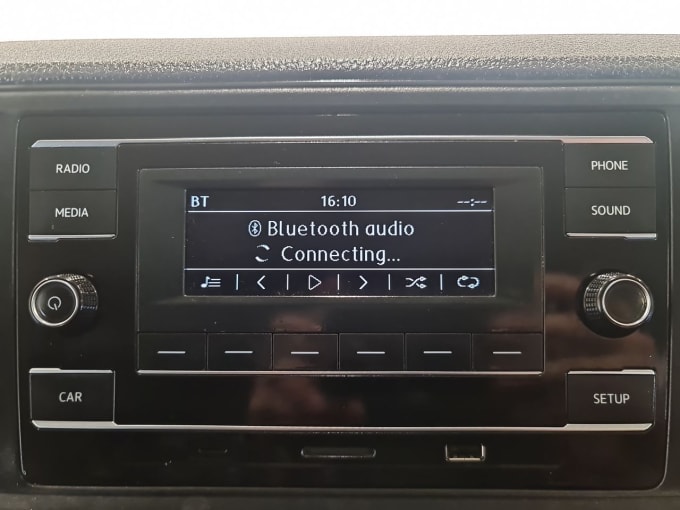 RADIO
MEDIA
PHONE
SOUND
BT 16:10 --:--
Bluetooth audio
Connecting...
CAR
SETUP